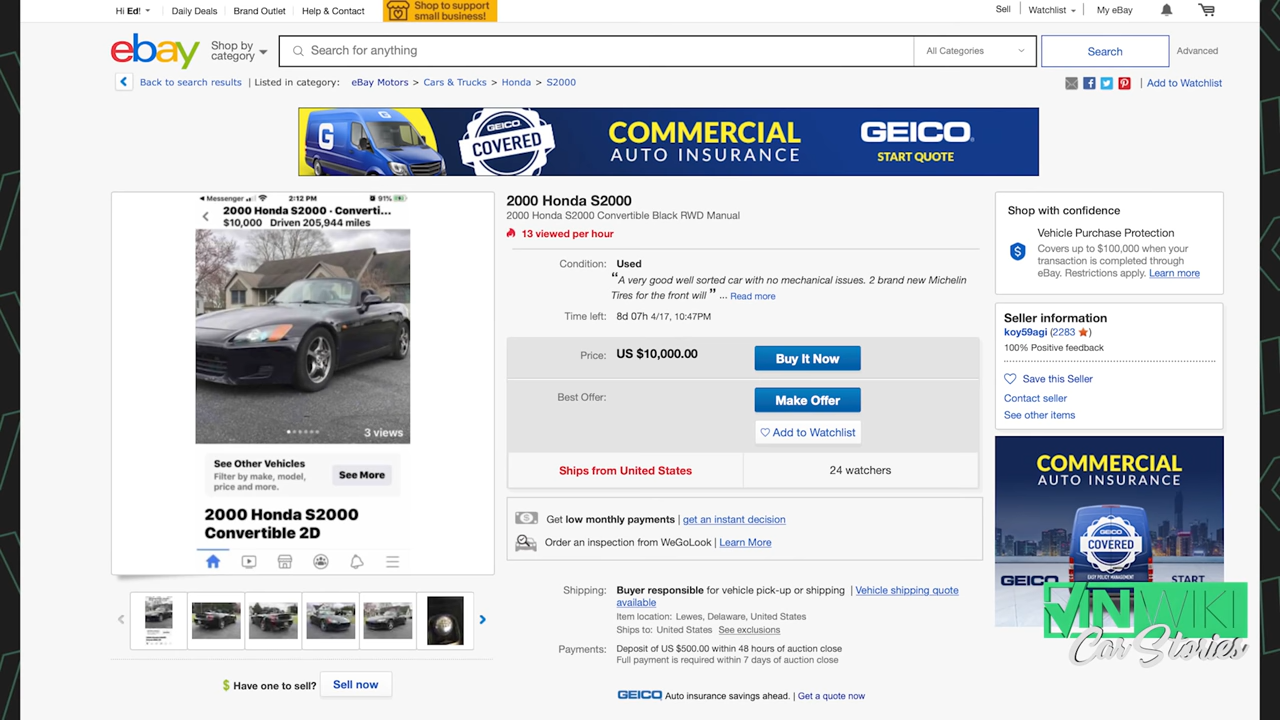 Hi Ed!
Daily Deals
Brand Outlet
Help & Contact
Shop to support
small business!
Sell
Watchlist
My eBay
ebay
Shop by
category
Search for anything
All Categories
Search
Advanced
Back to search results | Listed in category: eBay Motors > Cars & Trucks > Honda > S2000
| Add to Watchlist
G
GEICO
COVERED
COMMERCIAL
AUTO INSURANCE
GEICO
START QUOTE
Messenger 2:12 PM 91%
2000 Honda S2000 · Converti...
$10,000 Driven 205,944 miles
3 views
See Other Vehicles
Filter by make, model,
price and more.
See More
2000 Honda S2000
Convertible 2D
Have one to sell? Sell now
2000 Honda S2000
2000 Honda S2000 Convertible Black RWD Manual
13 viewed per hour
Condition: Used
“A very good well sorted car with no mechanical issues. 2 brand new Michelin
Tires for the front will ” ... Read more
Time left: 8d 07h 4/17, 10:47PM
Price: US $10,000.00 Buy It Now
Best Offer: Make Offer
Add to Watchlist
Ships from United States 24 watchers
Get low monthly payments | get an instant decision
Order an inspection from WeGoLook | Learn More
Shipping: Buyer responsible for vehicle pick-up or shipping | Vehicle shipping quote
available
Item location: Lewes, Delaware, United States
Ships to: United States See exclusions
Payments: Deposit of US $500.00 within 48 hours of auction close
Full payment is required within 7 days of auction close
GEICO Auto insurance savings ahead. | Get a quote now
Shop with confidence
Vehicle Purchase Protection
Covers up to $100,000 when your
transaction is completed through
eBay. Restrictions apply. Learn more
Seller information
koy59agi (2283 ★)
100% Positive feedback
Save this Seller
Contact seller
See other items
COMMERCIAL
AUTO INSURANCE
GEICO
COVERED
EASY POLICY MANAGEMENT
GEICO
START
VINWIKI
Car Stories